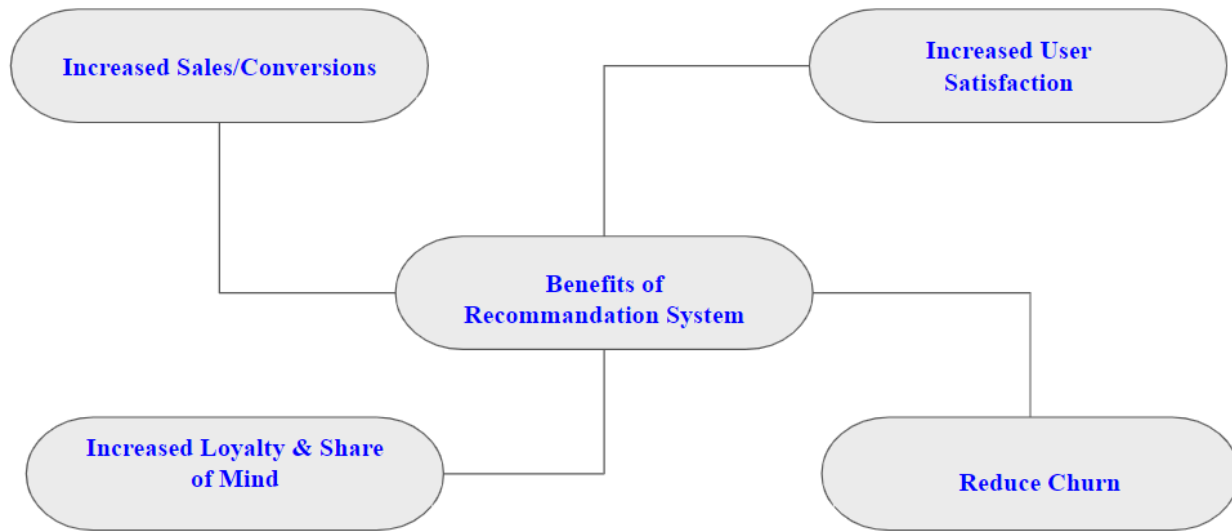 Increased Sales/Conversions
Increased User
Satisfaction
Benefits of
Recommandation System
Increased Loyalty & Share
of Mind
Reduce Churn